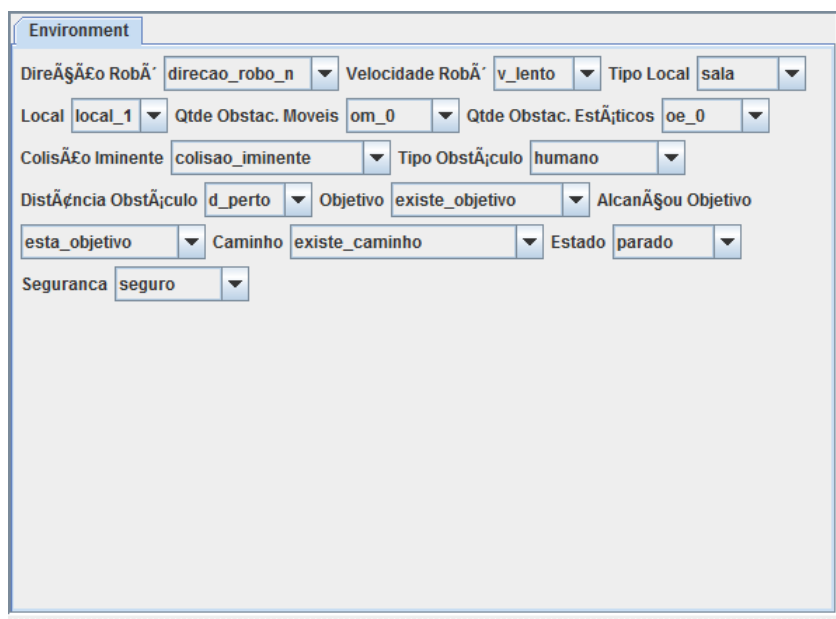 Environment
DireÃ§Ã£o RobÃ´ direcao_robo_n Velocidade RobÃ´ v_lento Tipo Local sala
Local local_1 Qtde Obstac. Moveis om_0 Qtde Obstac. EstÃ¡ticos oe_0
ColisÃ£o Iminente colisao_iminente Tipo ObstÃ¡culo humano
DistÃ¢ncia ObstÃ¡culo d_perto Objetivo existe_objetivo AlcanÃ§ou Objetivo
esta_objetivo Caminho existe_caminho Estado parado
Seguranca seguro